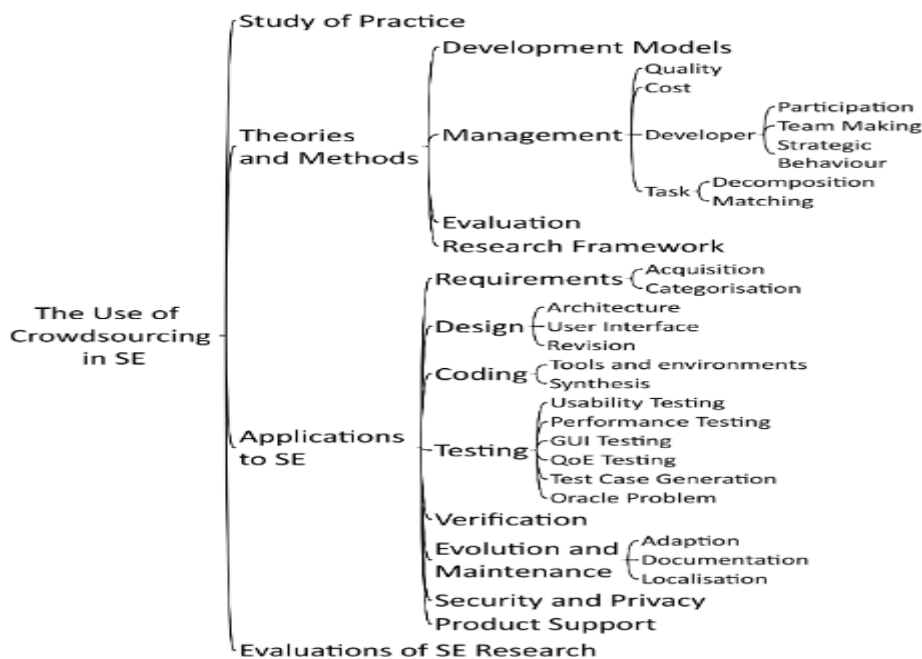 Study of Practice
Development Models
Quality
Cost
Theories
and Methods
Management
Developer
Participation
Team Making
Strategic
Behaviour
Task
Decomposition
Matching
Evaluation
Research Framework
The Use of
Crowdsourcing
in SE
Requirements
Acquisition
Categorisation
Design
Architecture
User Interface
Revision
Coding
Tools and environments
Synthesis
Applications
to SE
Testing
Usability Testing
Performance Testing
GUI Testing
QoE Testing
Test Case Generation
Oracle Problem
Verification
Evolution and
Maintenance
Adaption
Documentation
Localisation
Security and Privacy
Product Support
Evaluations of SE Research